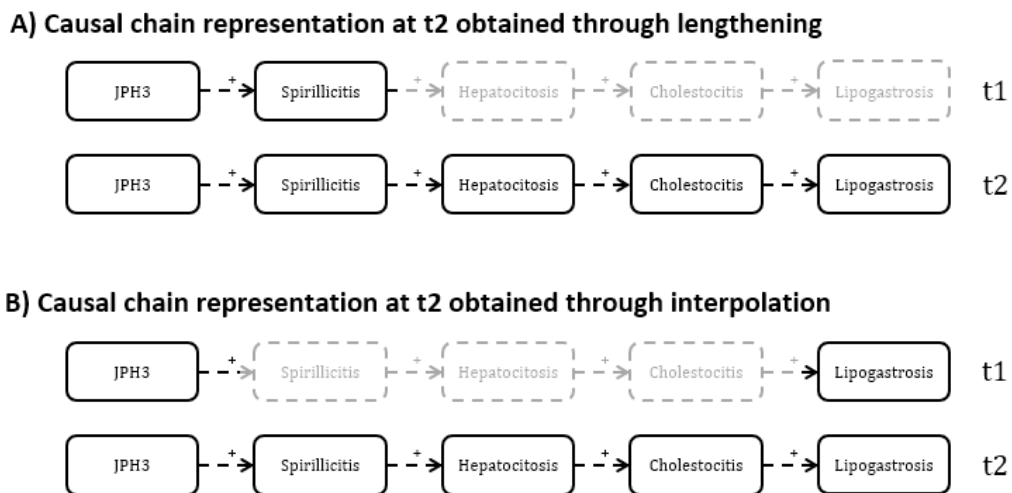 A) Causal chain representation at t2 obtained through lengthening
JPH3 + Spirillicitis + Hepatocitosis + Cholestocitis + Lipogastrosis t1
JPH3 + Spirillicitis + Hepatocitosis + Cholestocitis + Lipogastrosis t2
B) Causal chain representation at t2 obtained through interpolation
JPH3 + Spirillicitis + Hepatocitosis + Cholestocitis + Lipogastrosis t1
JPH3 + Spirillicitis + Hepatocitosis + Cholestocitis + Lipogastrosis t2